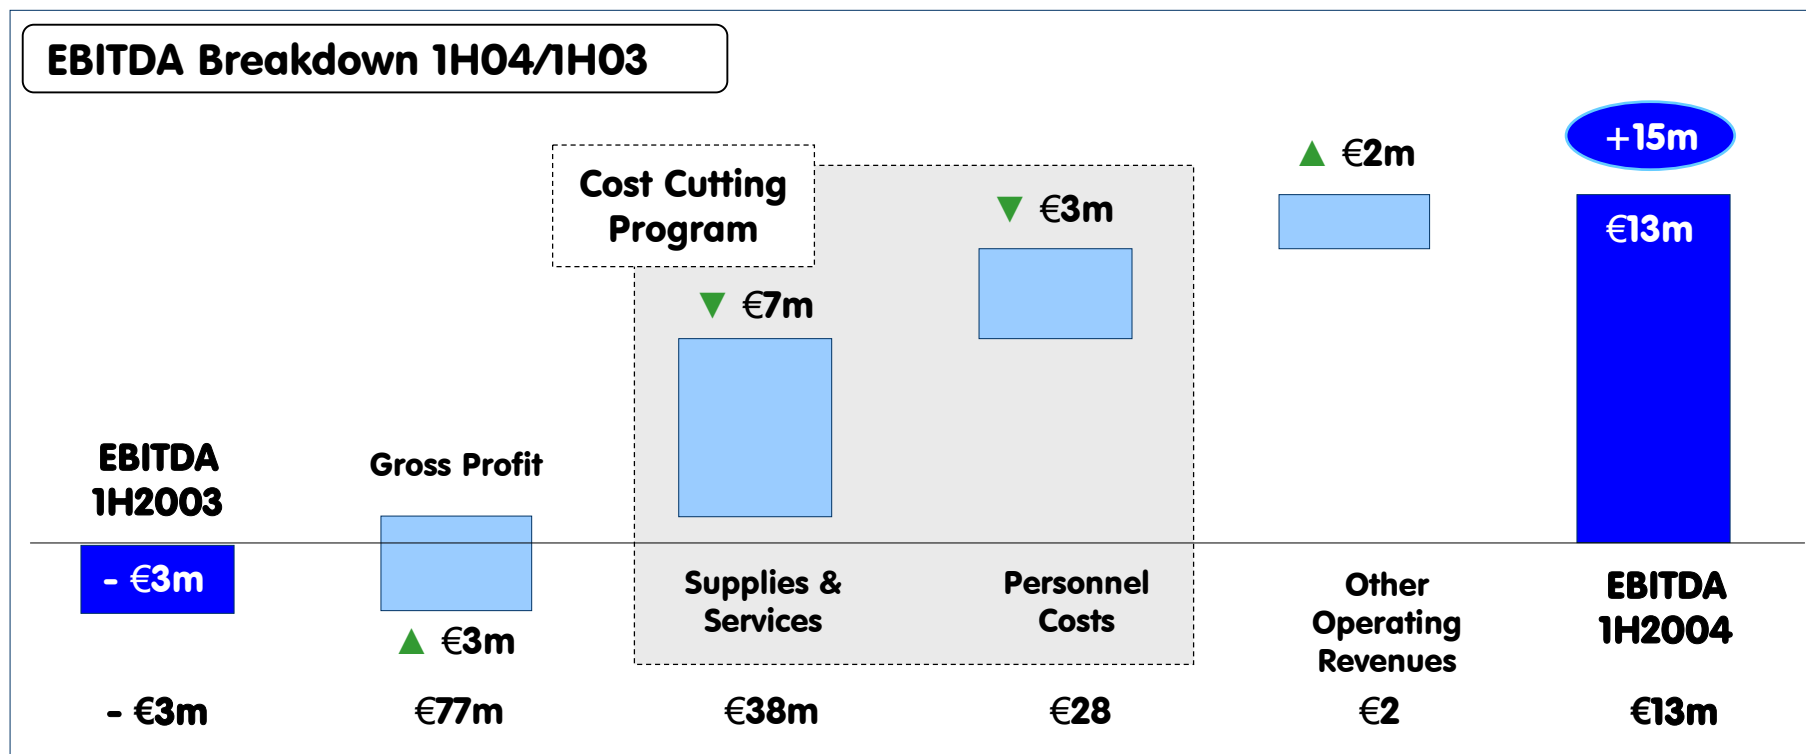 EBITDA Breakdown 1H04/1H03
+15m
▲ €2m
Cost Cutting
Program
▼ €3m
€13m
▼ €7m
EBITDA
1H2003
Gross Profit
- €3m
Supplies &
Services
Personnel
Costs
Other
Operating
Revenues
EBITDA
1H2004
▲ €3m
- €3m
€77m
€38m
€28
€2
€13m